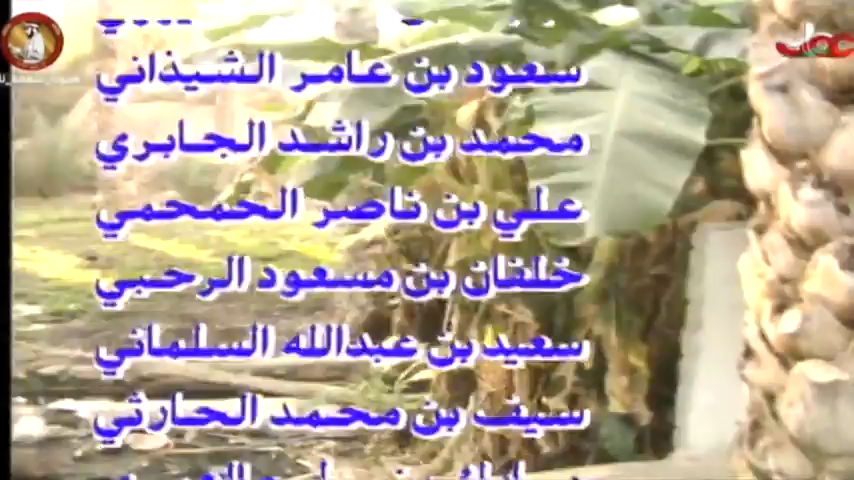 سعود بن عامر الشيذاني
محمد بن راشد الجابري
علي بن ناصر الحمحمي
خلفان بن مسعود الرحبي
سعيد بن عبدالله السلماني
سيف بن محمد الحارثي